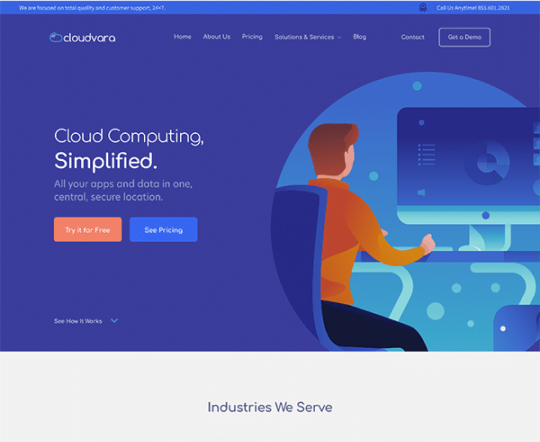 We are focused on total quality and customer support, 24x7.
Call Us Anytime! 855.601.2821
cloudvara
Home About Us Pricing Solutions & Services Blog Contact Get a Demo
Cloud Computing,
Simplified.
All your apps and data in one,
central, secure location.
Try it for Free See Pricing
See How It Works
Industries We Serve